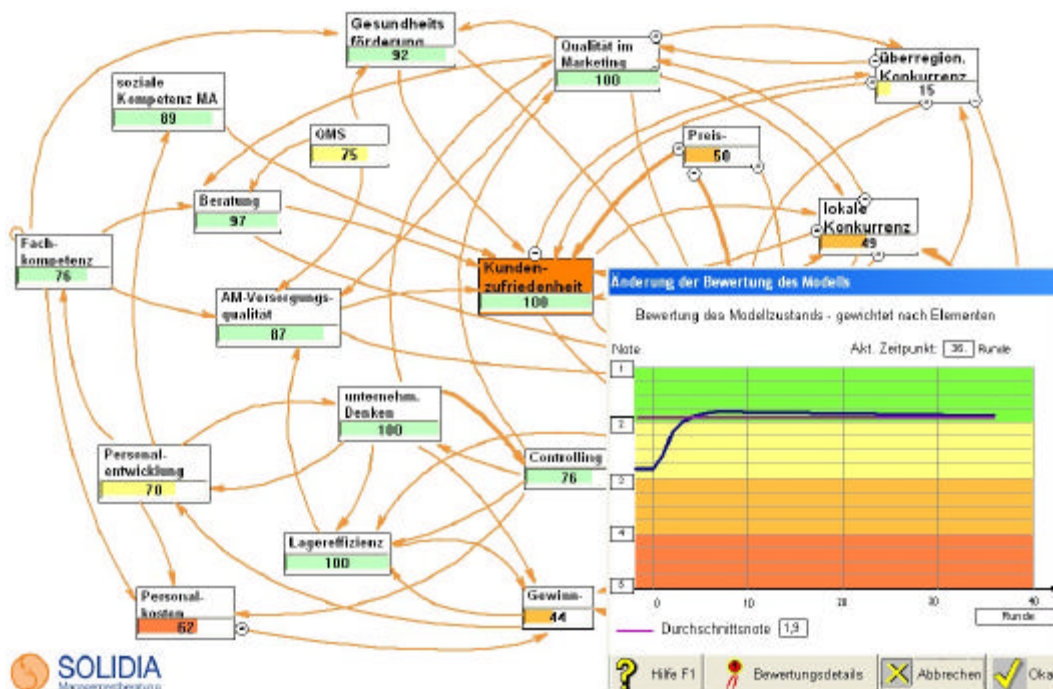 Gesundheits
förderung
92
Qualität im
Marketing
100
überregion.
Konkurrenz
15
soziale
Kompetenz MA
89
QMS
75
Preis-
50
Beratung
97
lokale
Konkurrenz
49
Fach-
kompetenz
76
Kunden-
zufriedenheit
100
AM-Versorgungs-
qualität
87
unternehm.
Denken
100
Controlling
76
Personal-
entwicklung
70
Lagereffizienz
100
Personal-
kosten
62
Gewinn-
44
Änderung der Bewertung des Modells
Bewertung des Modellzustands - gewichtet nach Elementen
Note
Akt. Zeitpunkt: 36. Runde
1
2
3
4
5
0 10 20 30 40
Runde
Durchschnittsnote 1,9
Hilfe F1 Bewertungsdetails Abbrechen Oka
SOLIDIA
Managementberatung